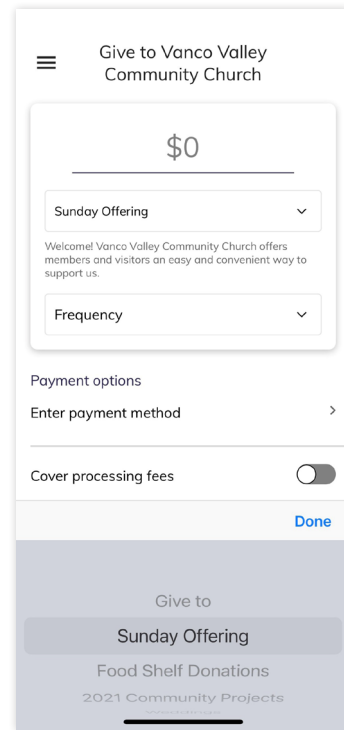 Give to Vanco Valley
Community Church
$0
Sunday Offering
Welcome! Vanco Valley Community Church offers
members and visitors an easy and convenient way to
support us.
Frequency
Payment options
Enter payment method
Cover processing fees
Done
Give to
Sunday Offering
Food Shelf Donations
2021 Community Projects